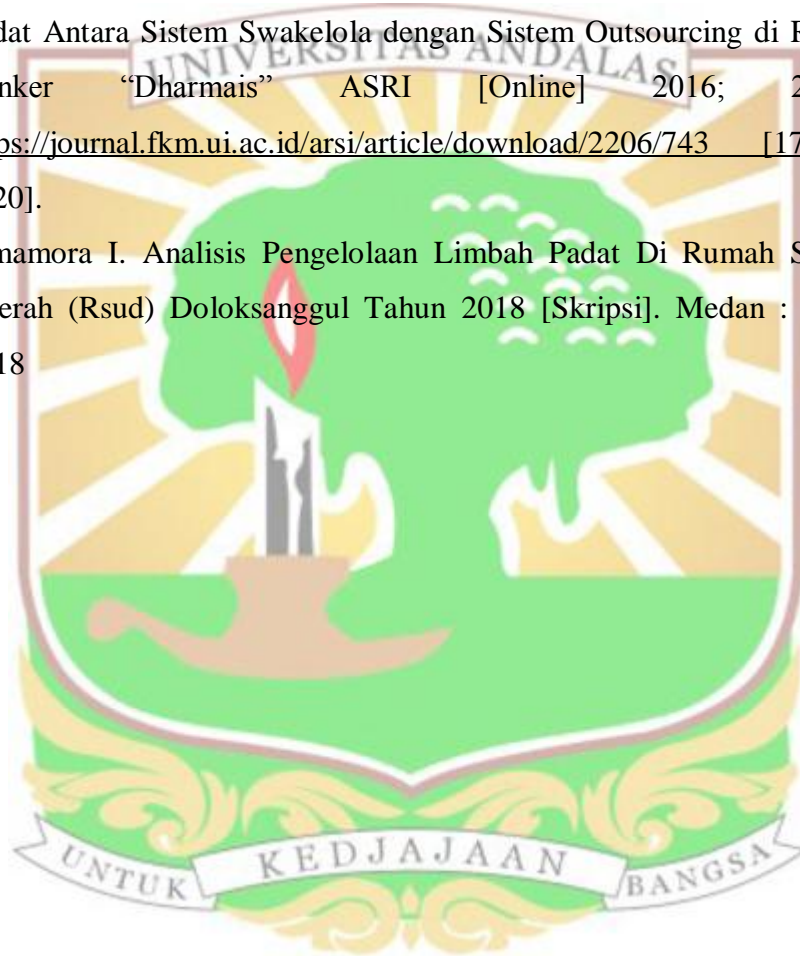 dat Antara Sistem Swakelola dengan Sistem Outsourcing di R
nker “Dharmais” ASRI [Online] 2016; 2
ps://journal.fkm.ui.ac.id/arsi/article/download/2206/743 [17
20].
mamora I. Analisis Pengelolaan Limbah Padat Di Rumah S
erah (Rsud) Doloksanggul Tahun 2018 [Skripsi]. Medan :
18
UNIVERSITAS ANDALAS
UNTUK KEDJAJAAN BANGSA